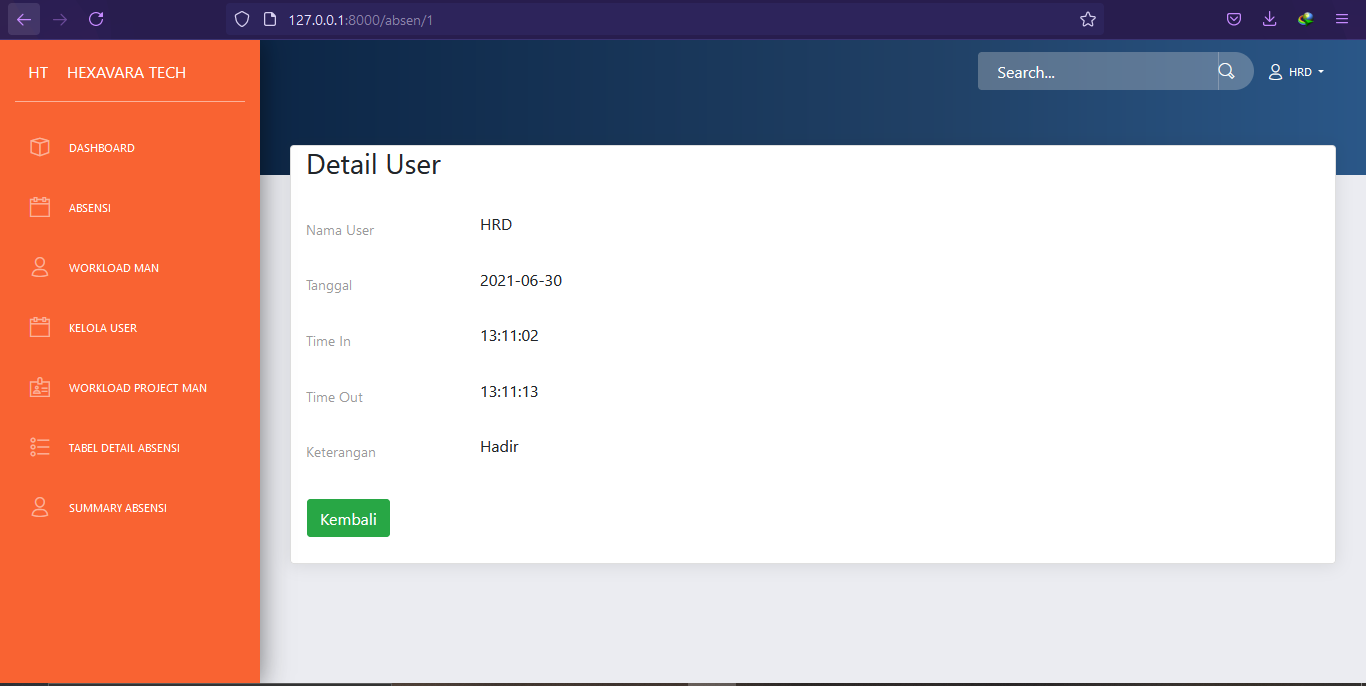 127.0.0.1:8000/absen/1
HT HEXAVARA TECH
Search...
HRD
DASHBOARD
ABSENSI
WORKLOAD MAN
KELOLA USER
WORKLOAD PROJECT MAN
TABEL DETAIL ABSENSI
SUMMARY ABSENSI
Detail User
Nama User HRD
Tanggal 2021-06-30
Time In 13:11:02
Time Out 13:11:13
Keterangan Hadir
Kembali